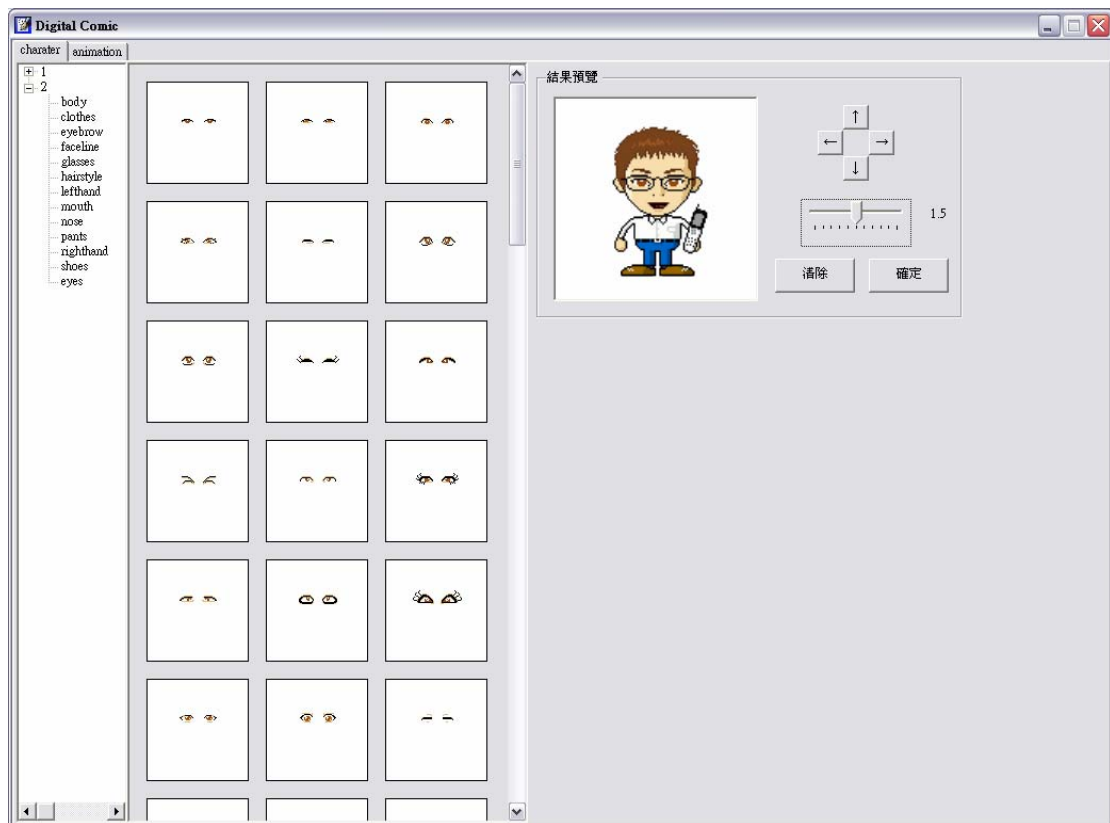 Digital Comic
charater
animation
1
2
body
clothes
eyebrow
faceline
glasses
hairstyle
lefthand
mouth
nose
pants
righthand
shoes
eyes
結果預覽
↑
← →
↓
1.5
清除
確定